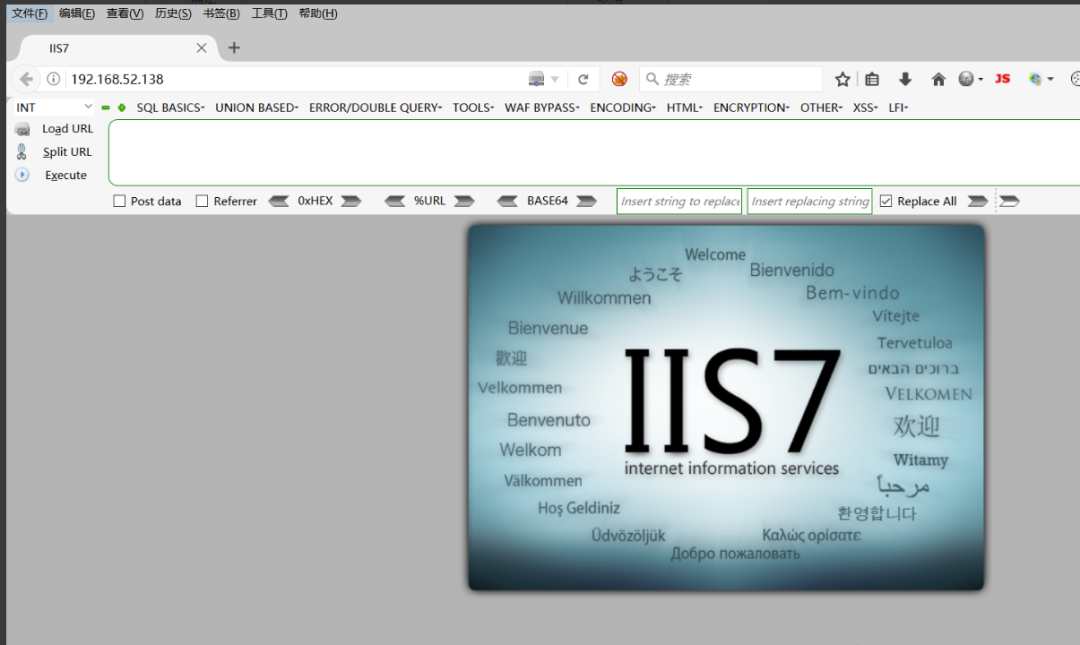 文件(F) 编辑(E) 查看(V) 历史(S) 书签(B) 工具(T) 帮助(H)
IIS7
192.168.52.138 搜索 JS
INT SQL BASICS UNION BASED ERROR/DOUBLE QUERY TOOLS WAF BYPASS ENCODING HTML ENCRYPTION OTHER XSS LFI
Load URL
Split URL
Execute
Post data Referrer 0xHEX %URL BASE64 Insert string to replace Insert replacing string Replace All
Welcome
ようこそ Bienvenido
Willkommen Bem-vindo
Bienvenue Vítejte
歡迎 Tervetuloa
ברוכים הבאים
Velkommen VELKOMEN
IIS7
Benvenuto 欢迎
Welkom Witamy
internet information services
Välkommen مرحباً
Hoş Geldiniz 환영합니다
Üdvözöljük Καλώς ορίσατε
Добро пожаловать